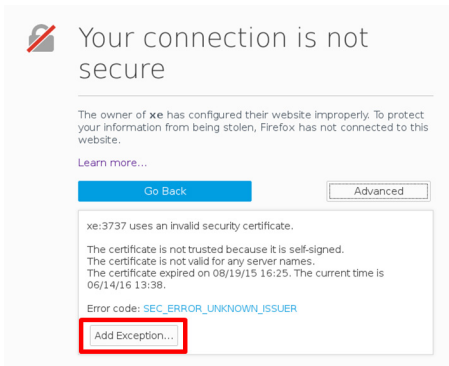 Your connection is not
secure
The owner of xe has configured their website improperly. To protect
your information from being stolen, Firefox has not connected to this
website.
Learn more...
Go Back
Advanced
xe:3737 uses an invalid security certificate.
The certificate is not trusted because it is self-signed.
The certificate is not valid for any server names.
The certificate expired on 08/19/15 16:25. The current time is
06/14/16 13:38.
Error code: SEC_ERROR_UNKNOWN_ISSUER
Add Exception...